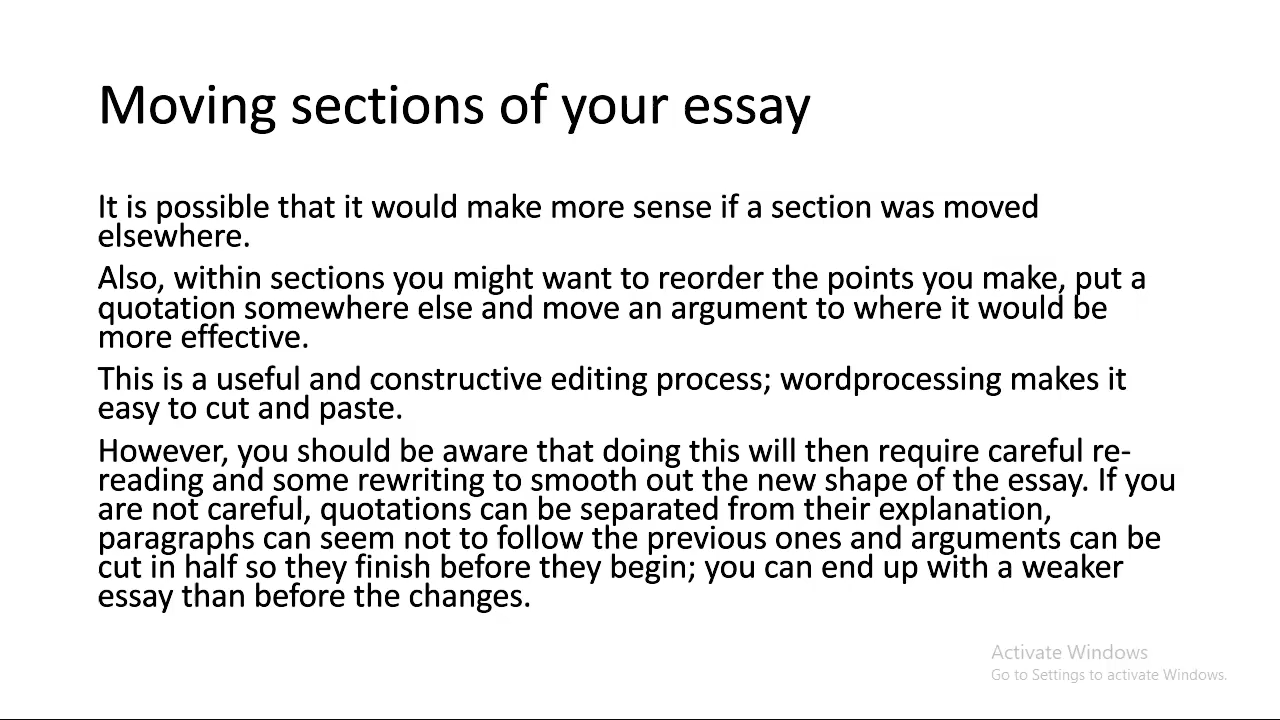 Moving sections of your essay
It is possible that it would make more sense if a section was moved
elsewhere.
Also, within sections you might want to reorder the points you make, put a
quotation somewhere else and move an argument to where it would be
more effective.
This is a useful and constructive editing process; wordprocessing makes it
easy to cut and paste.
However, you should be aware that doing this will then require careful re-
reading and some rewriting to smooth out the new shape of the essay. If you
are not careful, quotations can be separated from their explanation,
paragraphs can seem not to follow the previous ones and arguments can be
cut in half so they finish before they begin; you can end up with a weaker
essay than before the changes.
Activate Windows
Go to Settings to activate Windows.